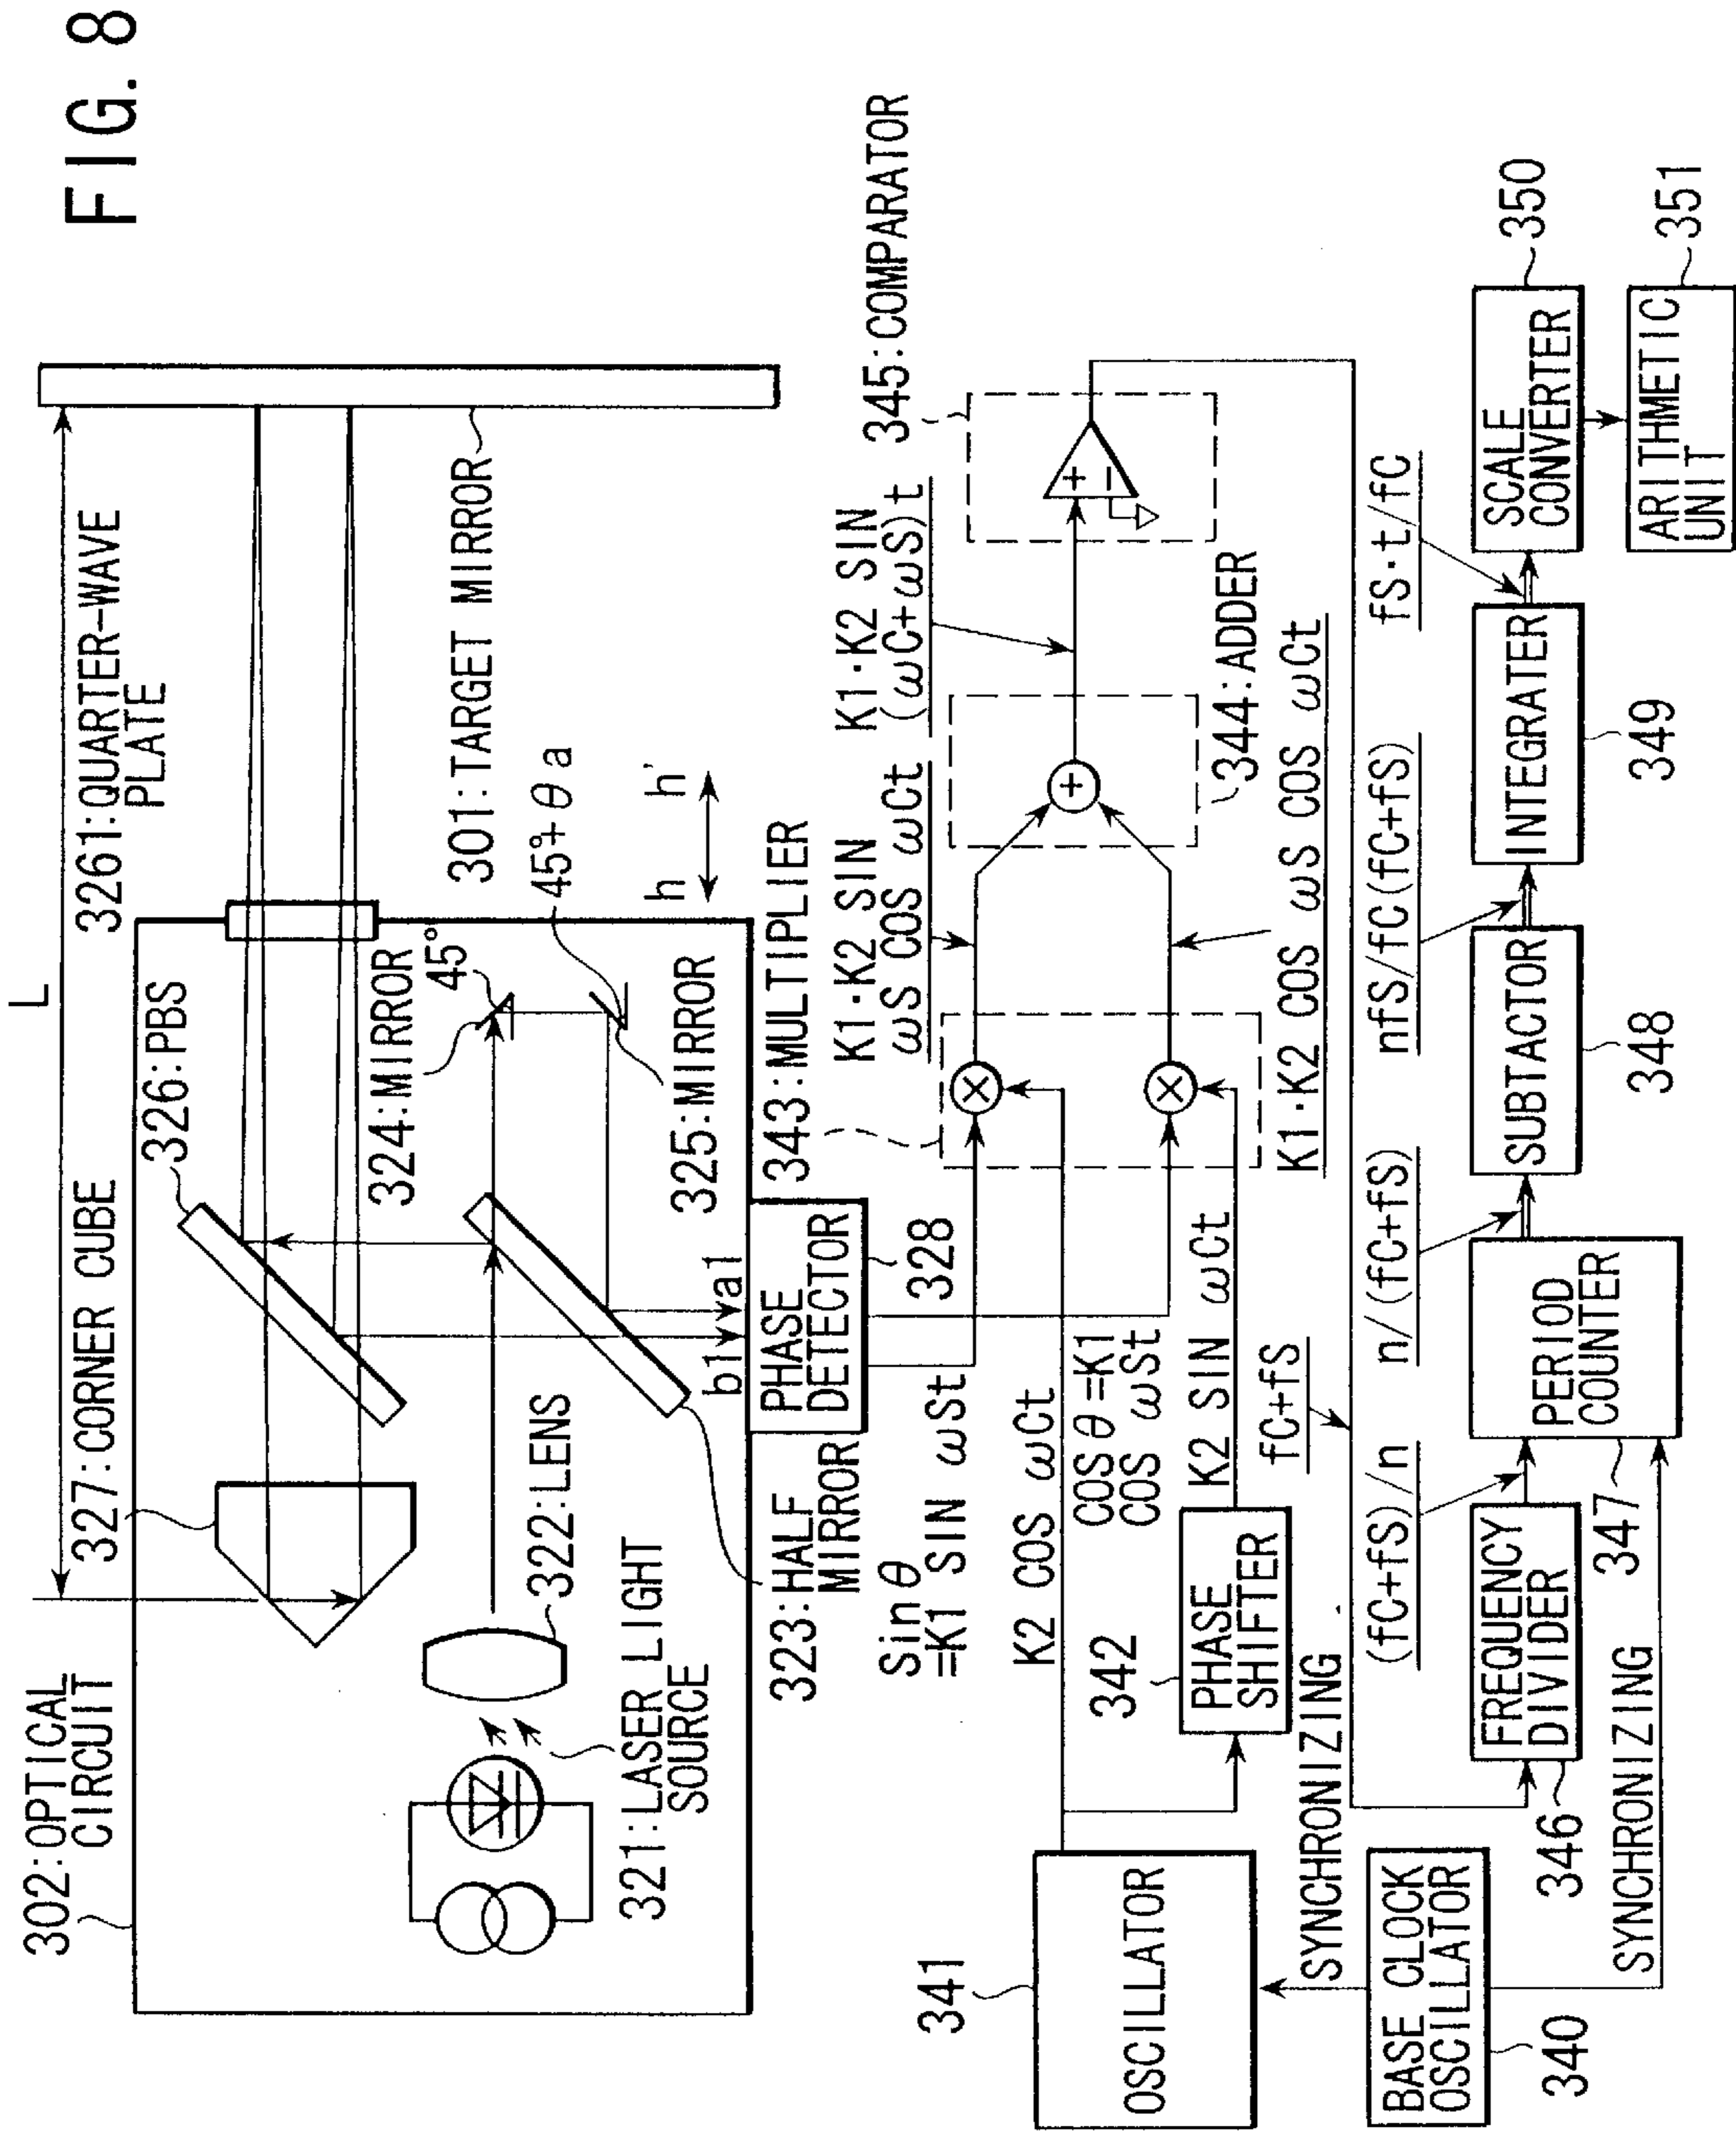 FIG. 8
L
302:OPTICAL
CIRCUIT
327:CORNER CUBE
326:PBS
3261:QUARTER-WAVE
PLATE
324:MIRROR
45°
301:TARGET MIRROR
45°+θa
325:MIRROR
h h'
321:LASER LIGHT
SOURCE
322:LENS
323:HALF
MIRROR
b1
a1
PHASE
DETECTOR
328
343:MULTIPLIER
Sinθ
=K1 SIN ωSt
K1·K2 SIN
ωS COS ωCt
K1·K2 SIN
(ωC+ωS)t
345:COMPARATOR
+
−
×
×
+
344:ADDER
K1·K2 COS ωS COS ωCt
341
OSCILLATOR
K2 COS ωCt
COSθ=K1
COS ωSt
342
PHASE
SHIFTER
K2 SIN ωCt
fC+fS
SYNCHRONIZING
BASE CLOCK
OSCILLATOR
340
SYNCHRONIZING
FREQUENCY
DIVIDER
346
(fC+fS)/n
PERIOD
COUNTER
347
n/(fC+fS)
SUBTACTOR
348
nfS/fC(fC+fS)
INTEGRATER
349
fS·t/fC
SCALE
CONVERTER
350
ARITHMETIC
UNIT
351